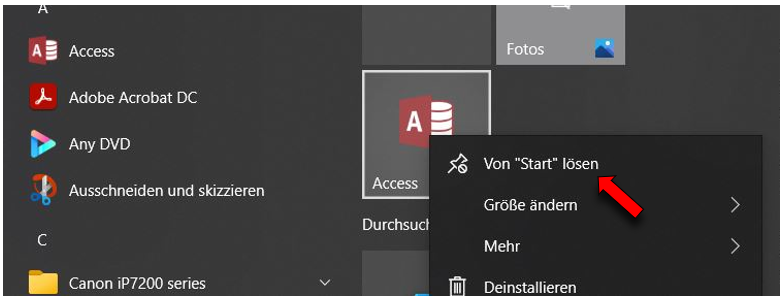 A
Access
Adobe Acrobat DC
Any DVD
Ausschneiden und skizzieren
C
Canon iP7200 series
Fotos
A
Access
Durchsuc
Von "Start" lösen
Größe ändern
Mehr
Deinstallieren